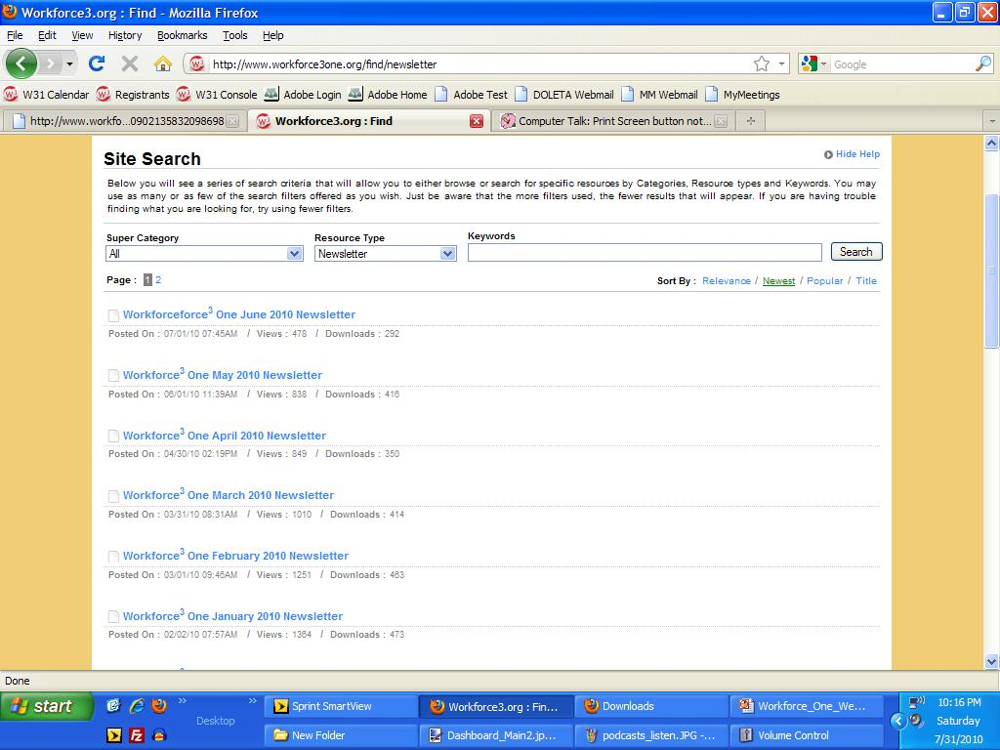 Workforce3.org : Find - Mozilla Firefox
File Edit View History Bookmarks Tools Help
http://www.workforce3one.org/find/newsletter
Google
W31 Calendar Registrants W31 Console Adobe Login Adobe Home Adobe Test DOLETA Webmail MM Webmail MyMeetings
http://www.workfo...0902135832098698 Workforce3.org : Find Computer Talk: Print Screen button not...
Site Search
Hide Help
Below you will see a series of search criteria that will allow you to either browse or search for specific resources by Categories, Resource types and Keywords. You may
use as many or as few of the search filters offered as you wish. Just be aware that the more filters used, the fewer results that will appear. If you are having trouble
finding what you are looking for, try using fewer filters.
Super Category Resource Type Keywords
All Newsletter Search
Page : 1 2 Sort By : Relevance / Newest / Popular / Title
Workforceforce3 One June 2010 Newsletter
Posted On : 07/01/10 07:45AM / Views : 478 / Downloads : 292
Workforce3 One May 2010 Newsletter
Posted On : 06/01/10 11:39AM / Views : 838 / Downloads : 416
Workforce3 One April 2010 Newsletter
Posted On : 04/30/10 02:19PM / Views : 849 / Downloads : 350
Workforce3 One March 2010 Newsletter
Posted On : 03/31/10 08:31AM / Views : 1010 / Downloads : 414
Workforce3 One February 2010 Newsletter
Posted On : 03/01/10 09:46AM / Views : 1251 / Downloads : 463
Workforce3 One January 2010 Newsletter
Posted On : 02/02/10 07:57AM / Views : 1364 / Downloads : 473
Done
start
Desktop
Sprint SmartView Workforce3.org : Fin... Downloads Workforce_One_We...
New Folder Dashboard_Main2.jp... podcasts_listen.JPG -... Volume Control
10:16 PM
Saturday
7/31/2010